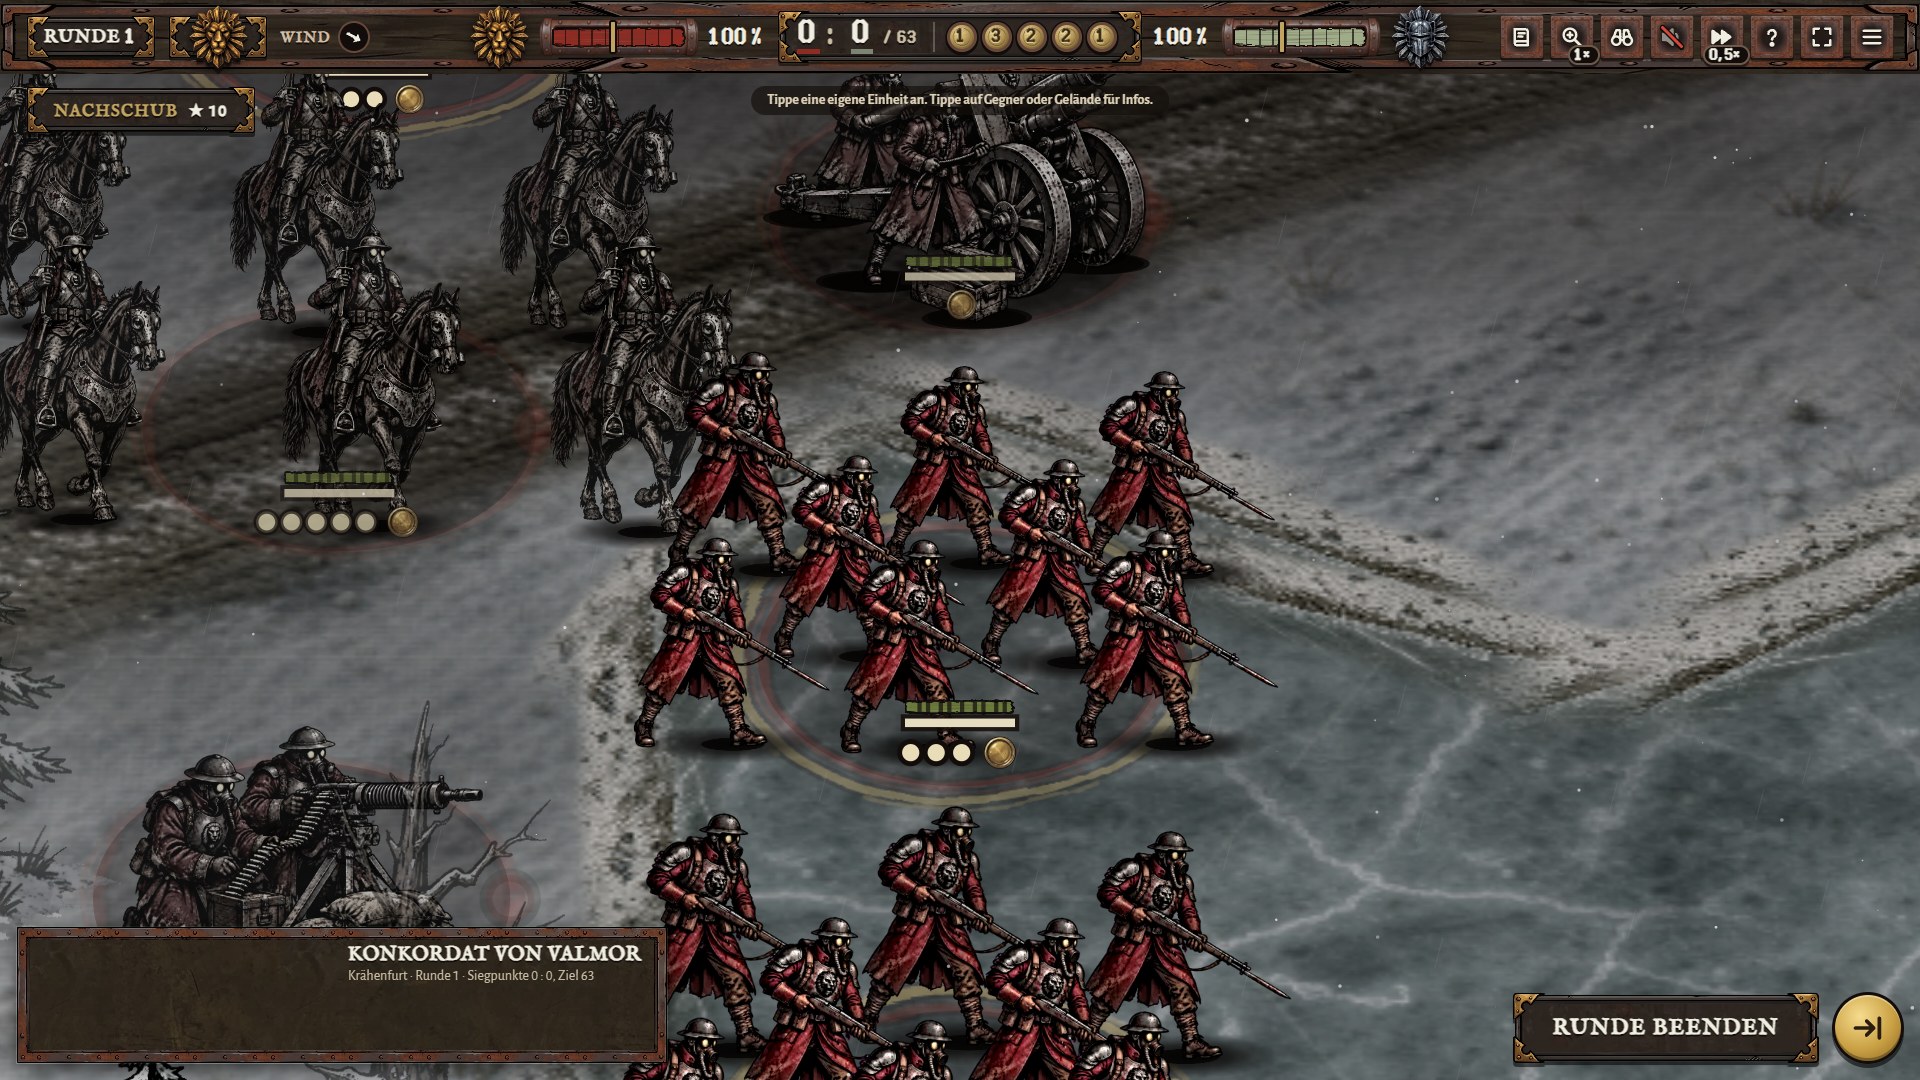 RUNDE 1
WIND
100 %
0 : 0 / 63
1 3 2 2 1
100 %
1×
0,5×
?
NACHSCHUB ★ 10
Tippe eine eigene Einheit an. Tippe auf Gegner oder Gelände für Infos.
KONKORDAT VON VALMOR
Krähenfurt · Runde 1 · Siegpunkte 0 : 0, Ziel 63
RUNDE BEENDEN